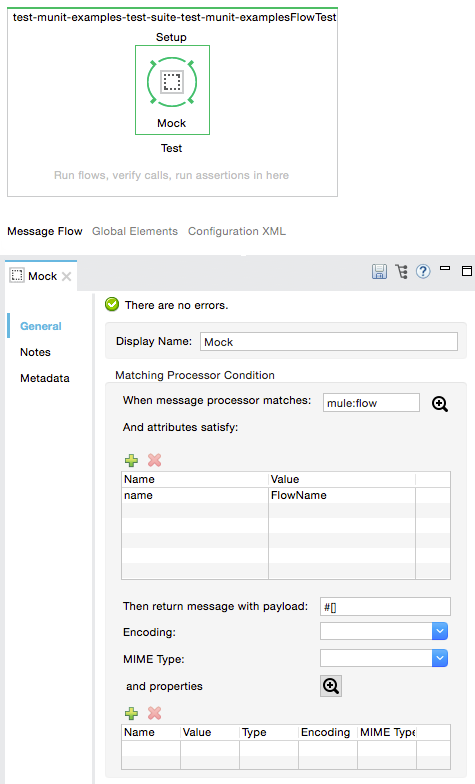 test-munit-examples-test-suite-test-munit-examplesFlowTest
Setup
Mock
Test
Run flows, verify calls, run assertions in here
Message Flow Global Elements Configuration XML
Mock
There are no errors.
General
Notes
Metadata
Display Name: Mock
Matching Processor Condition
When message processor matches: mule:flow
And attributes satisfy:
Name Value
name FlowName
Then return message with payload: #[]
Encoding:
MIME Type:
and properties
Name Value Type Encoding MIME Type